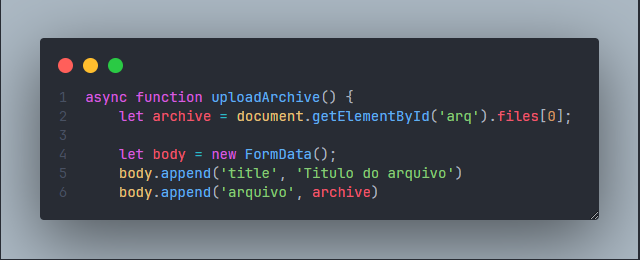 1 async function uploadArchive() {
2 let archive = document.getElementById('arq').files[0];
3
4 let body = new FormData();
5 body.append('title', 'Titulo do arquivo')
6 body.append('arquivo', archive)